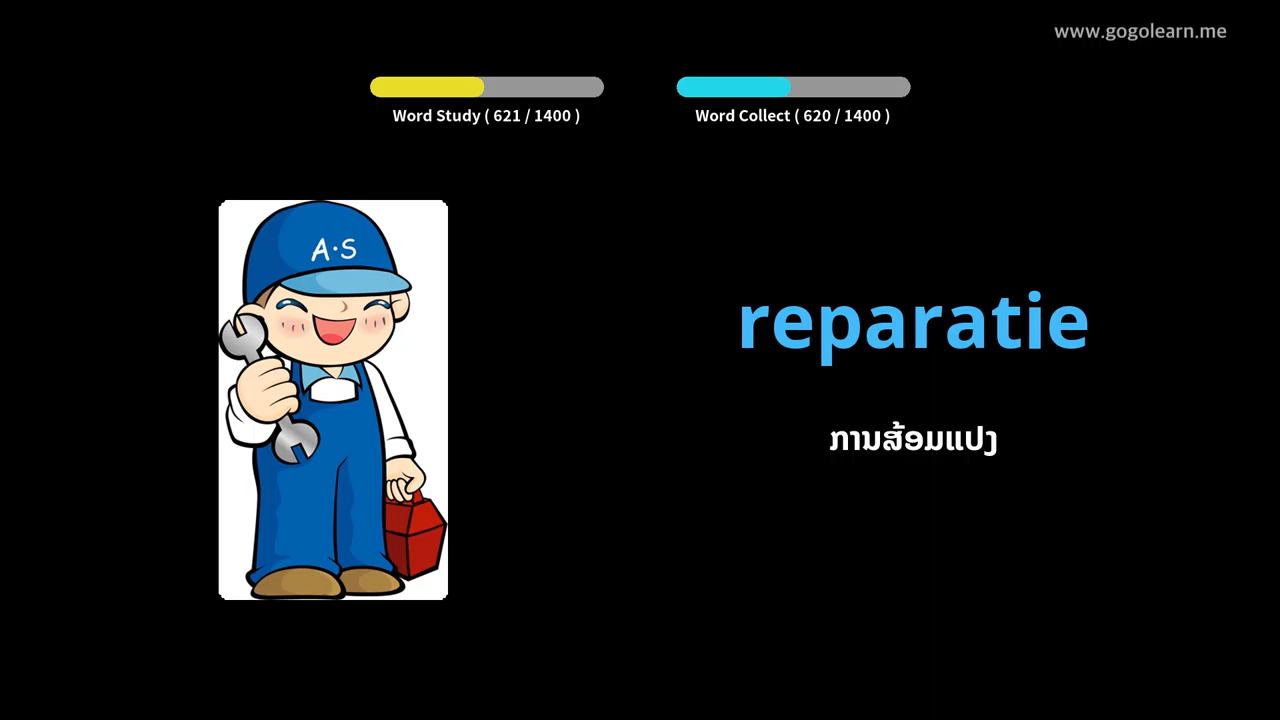 www.gogolearn.me
Word Study ( 621 / 1400 )
Word Collect ( 620 / 1400 )
A·S
reparatie
ການສ້ອມແປງ